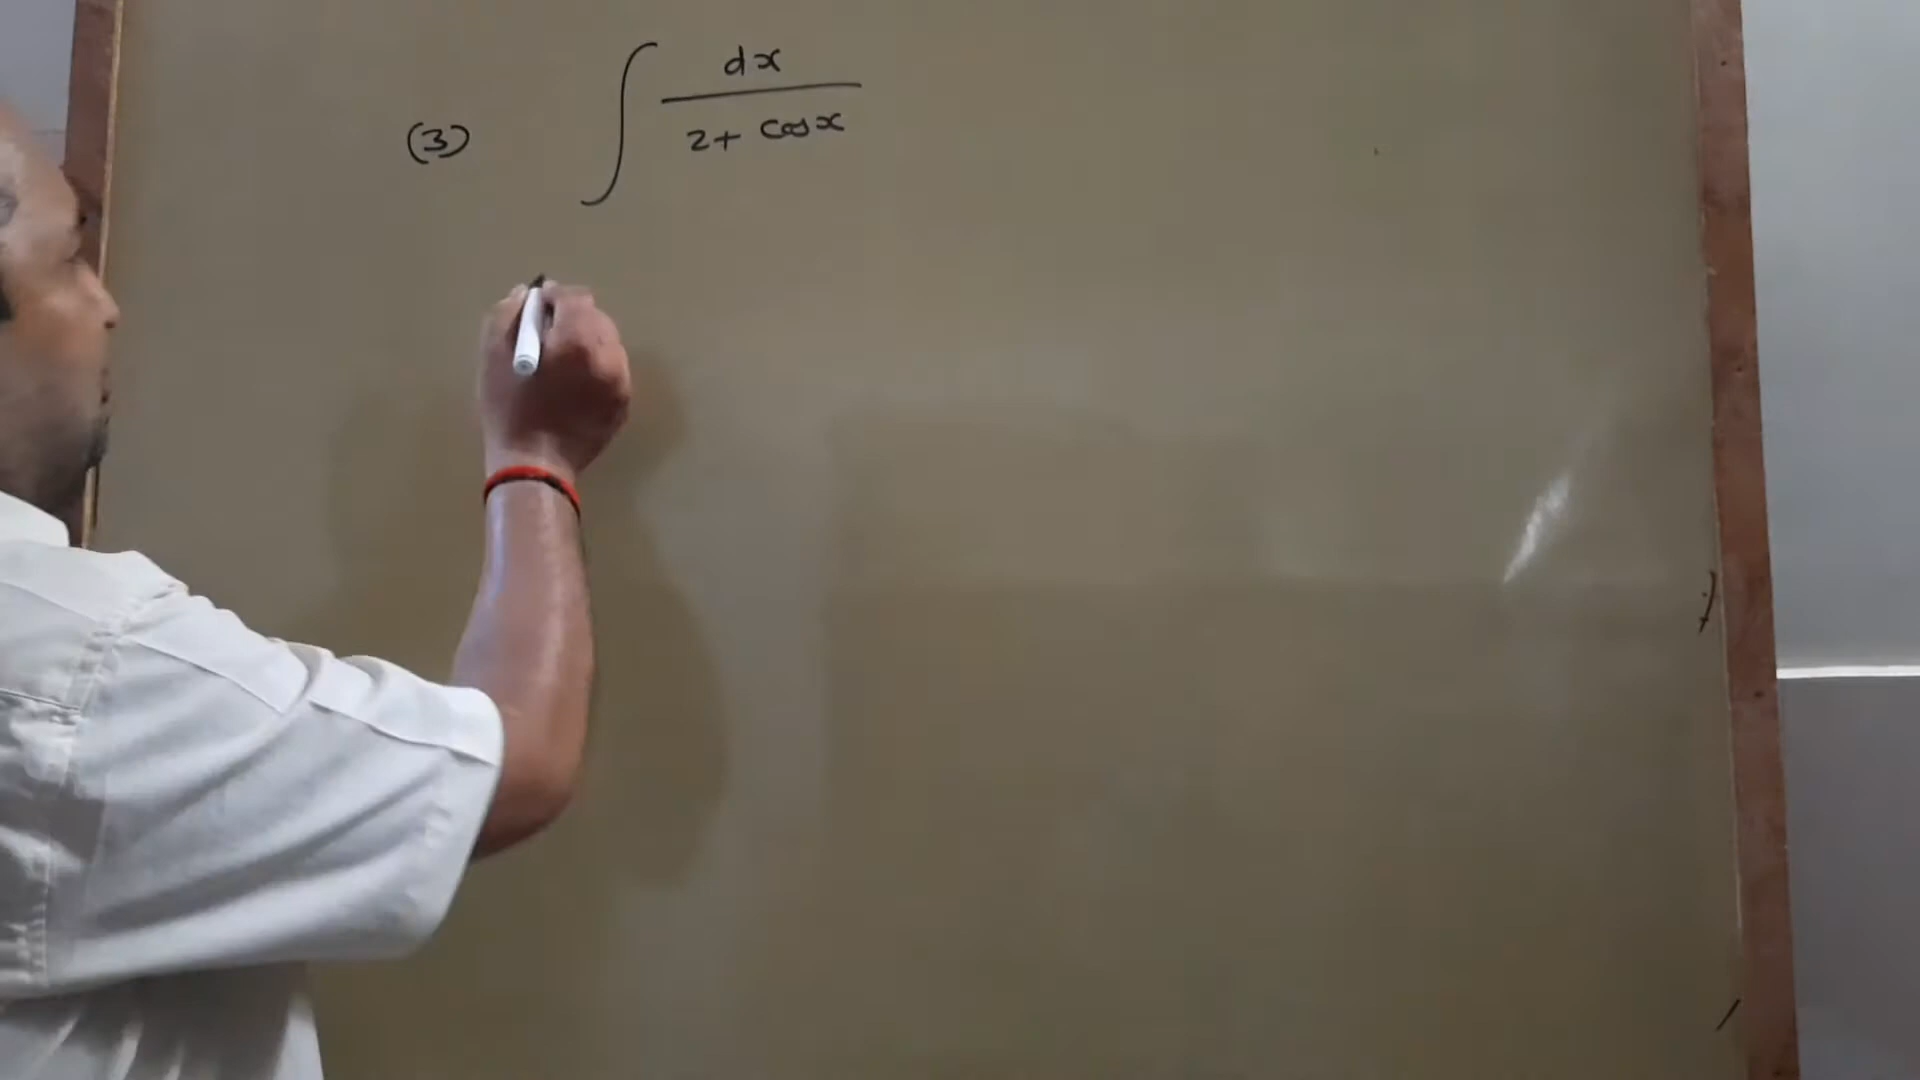 (3) ∫ dx / 2 + cos x